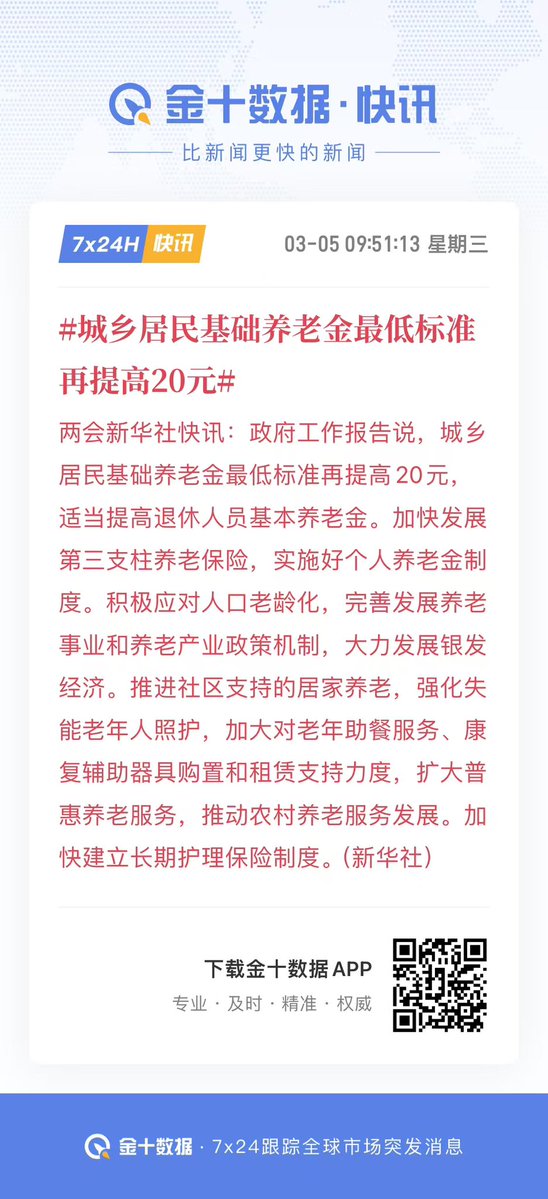 金十数据·快讯
比新闻更快的新闻
7x24H 快讯
03-05 09:51:13 星期三
#城乡居民基础养老金最低标准
再提高20元#
两会新华社快讯：政府工作报告说，城乡
居民基础养老金最低标准再提高20元，
适当提高退休人员基本养老金。加快发展
第三支柱养老保险，实施好个人养老金制
度。积极应对人口老龄化，完善发展养老
事业和养老产业政策机制，大力发展银发
经济。推进社区支持的居家养老，强化失
能老年人照护，加大对老年助餐服务、康
复辅助器具购置和租赁支持力度，扩大普
惠养老服务，推动农村养老服务发展。加
快建立长期护理保险制度。（新华社）
下载金十数据APP
专业·及时·精准·权威
金十数据·7x24跟踪全球市场突发消息